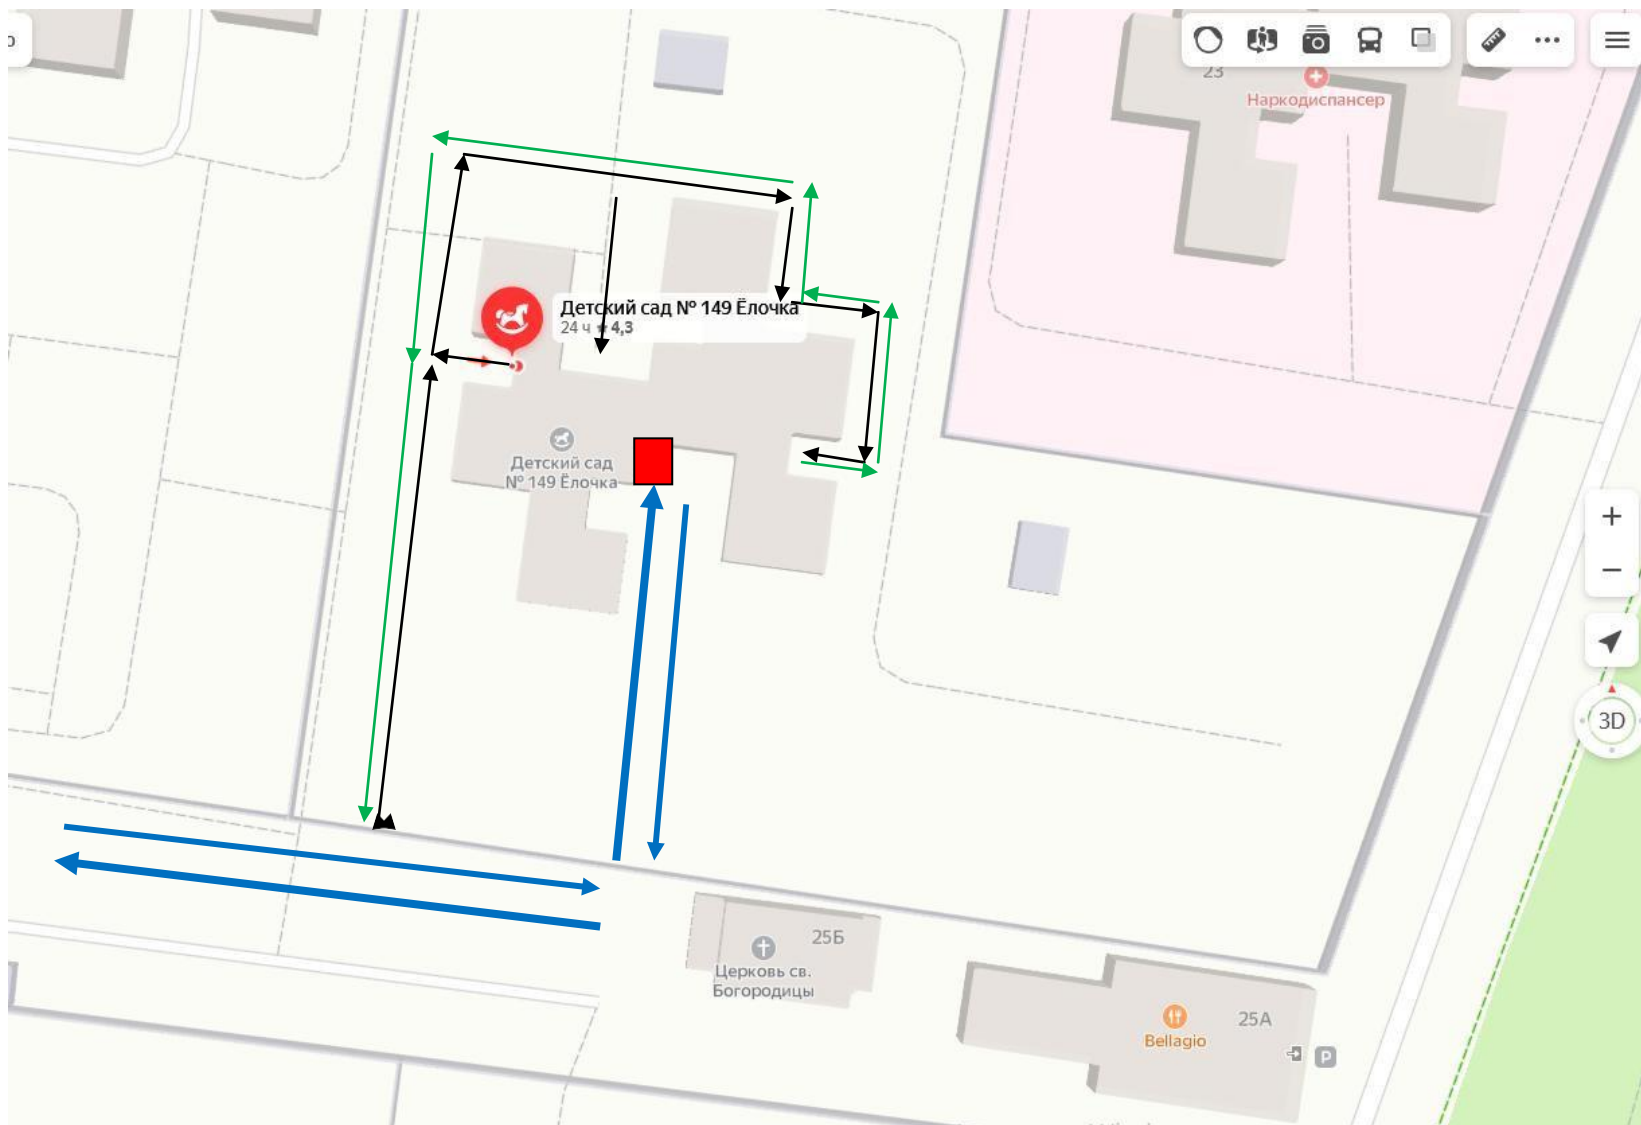 23
Наркодиспансер
Детский сад № 149 Ёлочка
24 ч ★ 4,3
Детский сад
№ 149 Ёлочка
+
−
3D
25Б
Церковь св.
Богородицы
25А
Bellagio
P